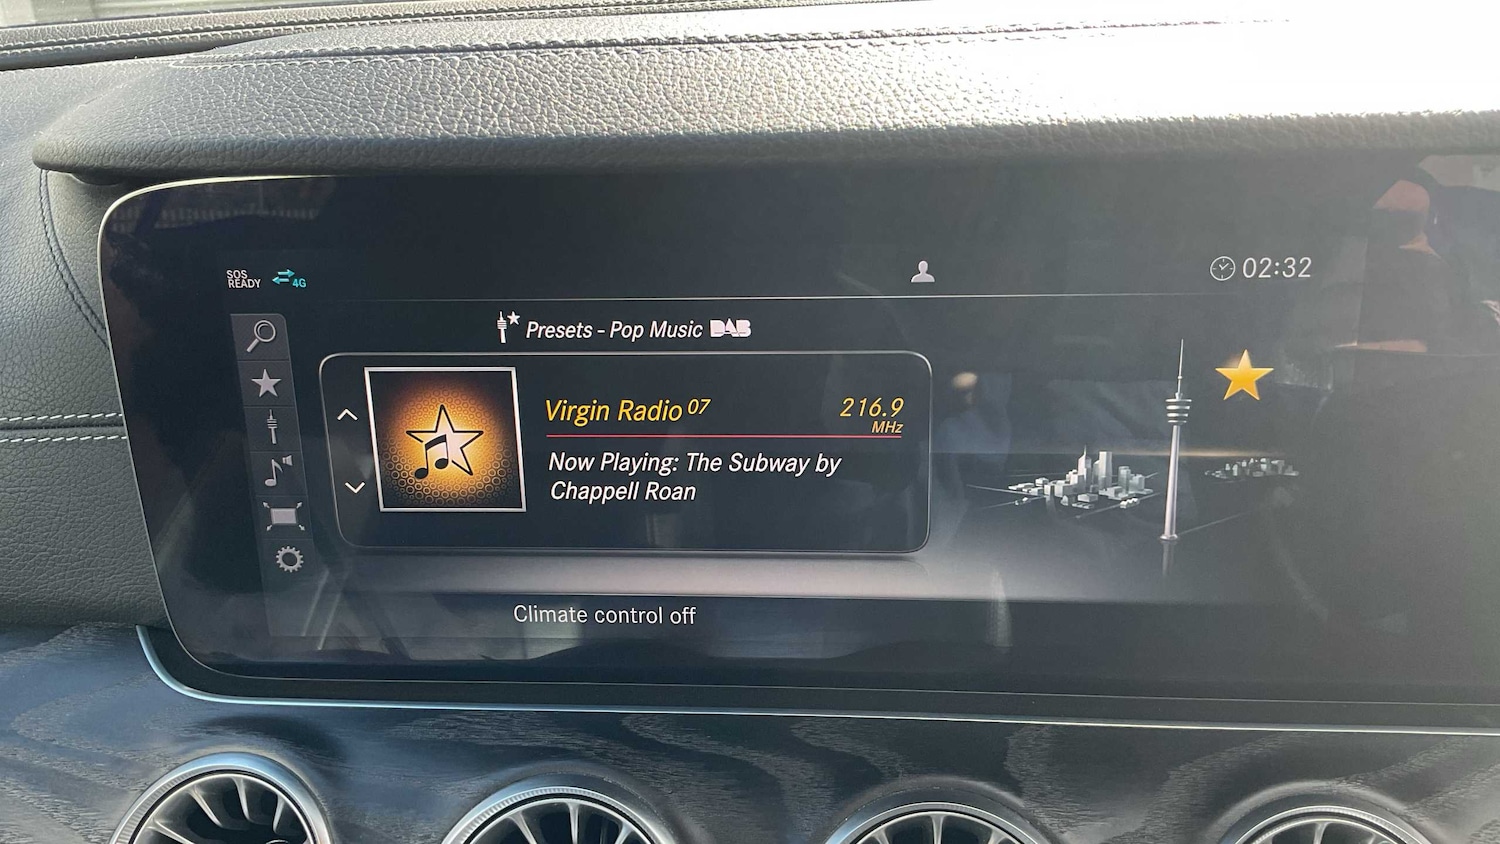 SOS
READY
4G
02:32
Presets - Pop Music DAB
Virgin Radio 07
216.9
MHz
Now Playing: The Subway by
Chappell Roan
Climate control off